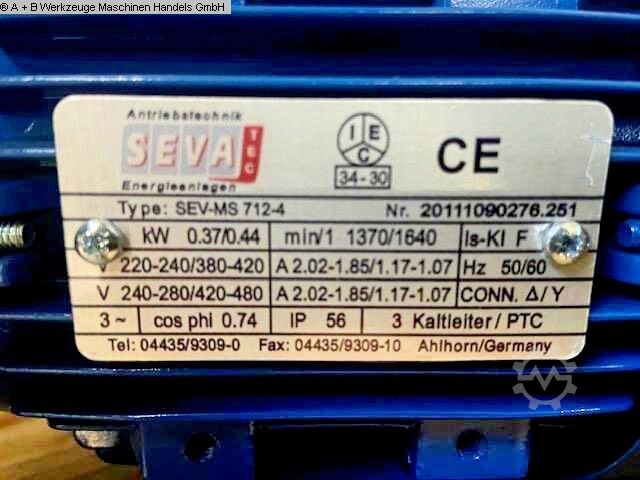 © A + B Werkzeuge Maschinen Handels GmbH
Antriebstechnik
SEVA TEC
Energieanlagen
I E C
34-30
CE
Type: SEV-MS 712-4 Nr. 20111090276.251
kW 0.37/0.44 min/1 1370/1640 Is-Kl F
V 220-240/380-420 A 2.02-1.85/1.17-1.07 Hz 50/60
V 240-280/420-480 A 2.02-1.85/1.17-1.07 CONN. Δ/Y
3~ cos phi 0.74 IP 56 3 Kaltleiter/PTC
Tel: 04435/9309-0 Fax: 04435/9309-10 Ahlhorn/Germany